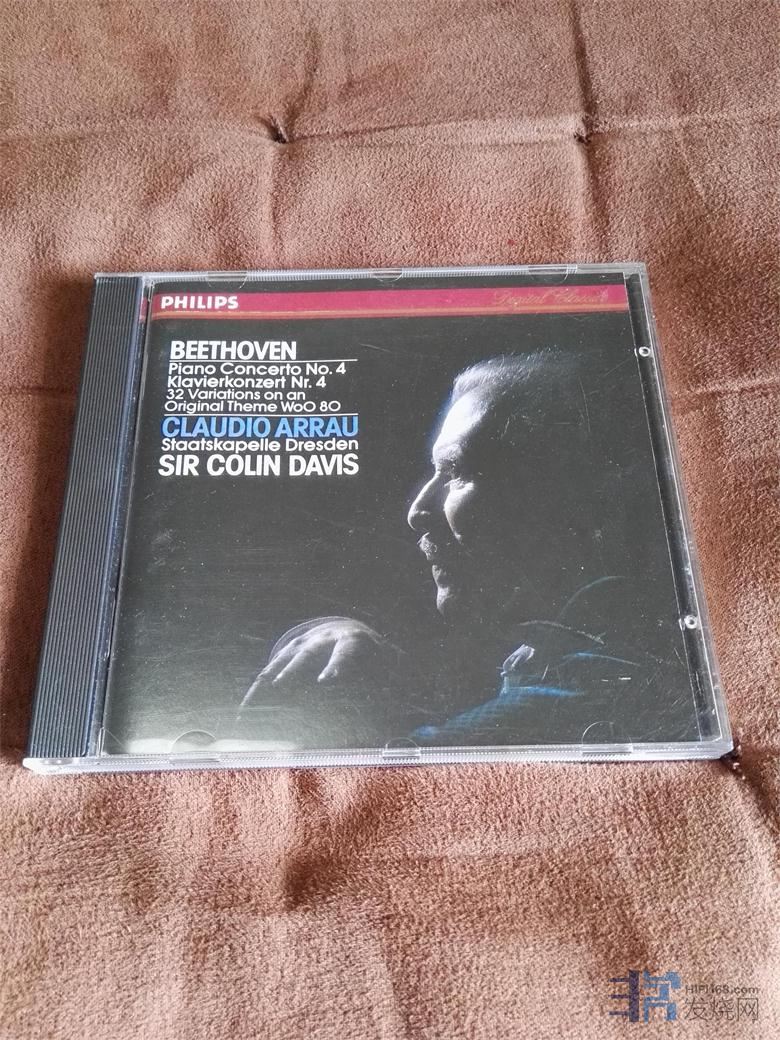 PHILIPS
Digital Classics
BEETHOVEN
Piano Concerto No. 4
Klavierkonzert Nr. 4
32 Variations on an
Original Theme WoO 80
CLAUDIO ARRAU
Staatskapelle Dresden
SIR COLIN DAVIS
HIFI168.com
发烧网